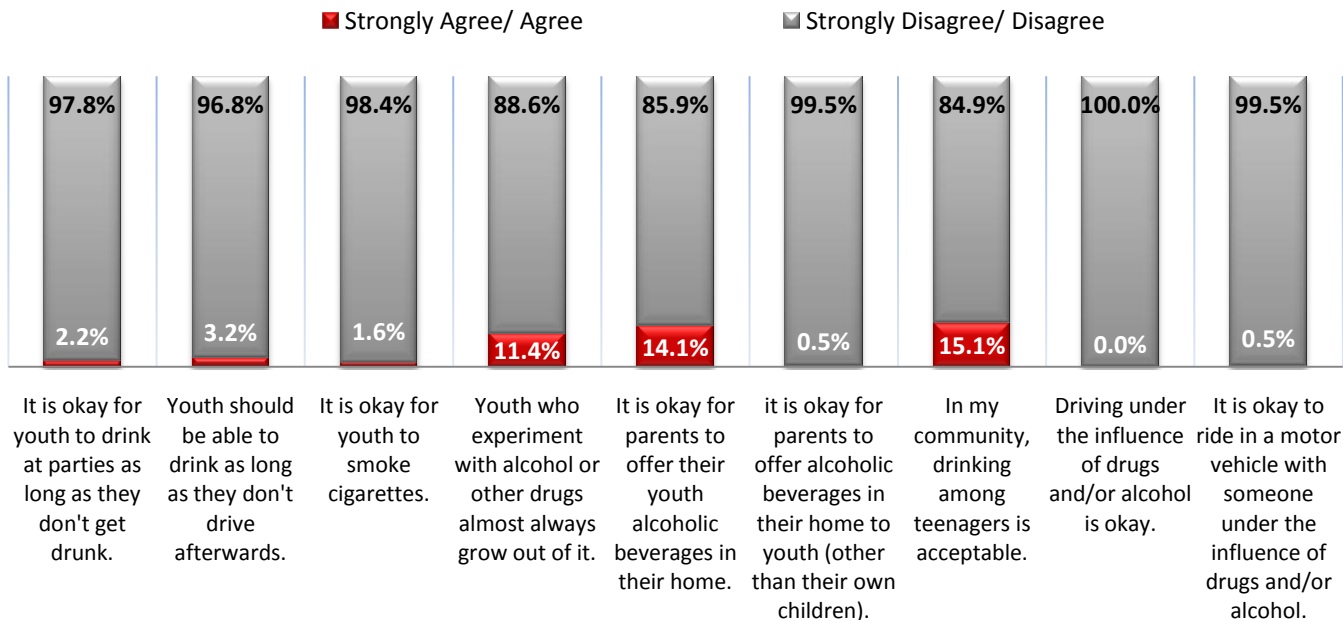 Strongly Agree/ Agree
Strongly Disagree/ Disagree
97.8%
96.8%
98.4%
88.6%
85.9%
99.5%
84.9%
100.0%
99.5%
2.2%
3.2%
1.6%
11.4%
14.1%
0.5%
15.1%
0.0%
0.5%
It is okay for
youth to drink
at parties as
long as they
don't get
drunk.
Youth should
be able to
drink as long
as they don't
drive
afterwards.
It is okay for
youth to
smoke
cigarettes.
Youth who
experiment
with alcohol or
other drugs
almost always
grow out of it.
It is okay for
parents to
offer their
youth
alcoholic
beverages in
their home.
it is okay for
parents to
offer alcoholic
beverages in
their home to
youth (other
than their own
children).
In my
community,
drinking
among
teenagers is
acceptable.
Driving under
the influence
of drugs
and/or alcohol
is okay.
It is okay to
ride in a motor
vehicle with
someone
under the
influence of
drugs and/or
alcohol.